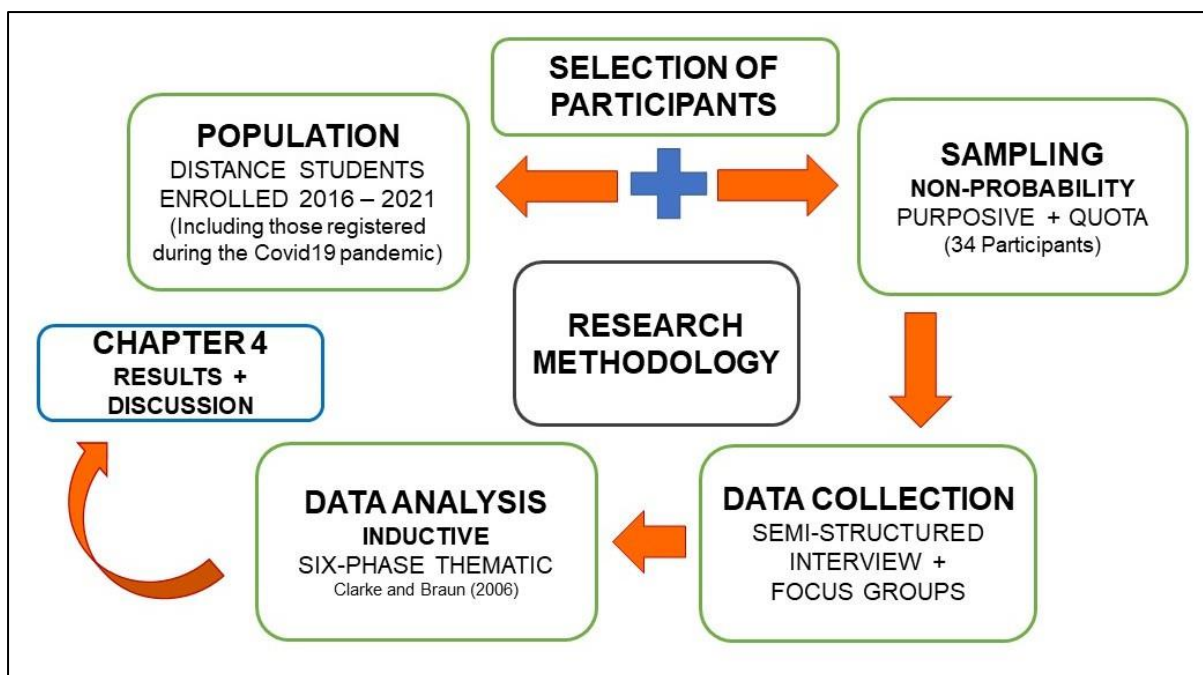 SELECTION OF
PARTICIPANTS
POPULATION
DISTANCE STUDENTS
ENROLLED 2016 – 2021
(Including those registered
during the Covid19 pandemic)
SAMPLING
NON-PROBABILITY
PURPOSIVE + QUOTA
(34 Participants)
RESEARCH
METHODOLOGY
CHAPTER 4
RESULTS +
DISCUSSION
DATA ANALYSIS
INDUCTIVE
SIX-PHASE THEMATIC
Clarke and Braun (2006)
DATA COLLECTION
SEMI-STRUCTURED
INTERVIEW +
FOCUS GROUPS